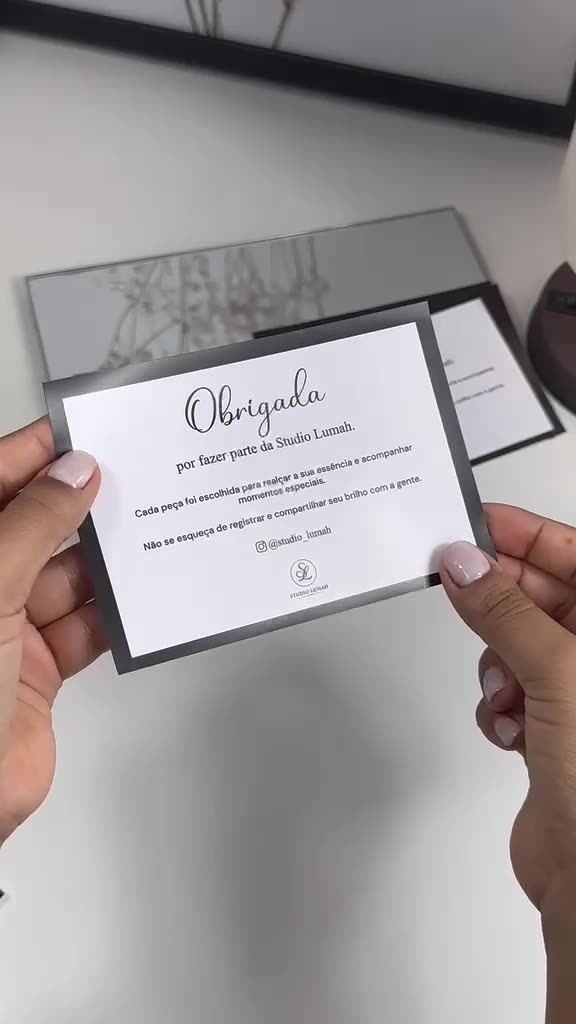 Obrigada
por fazer parte da Studio Lumah.
Cada peça foi escolhida para realçar a sua essência e acompanhar
momentos especiais.
Não se esqueça de registrar e compartilhar seu brilho com a gente.
@studio_lumah
SL
STUDIO LUMAH